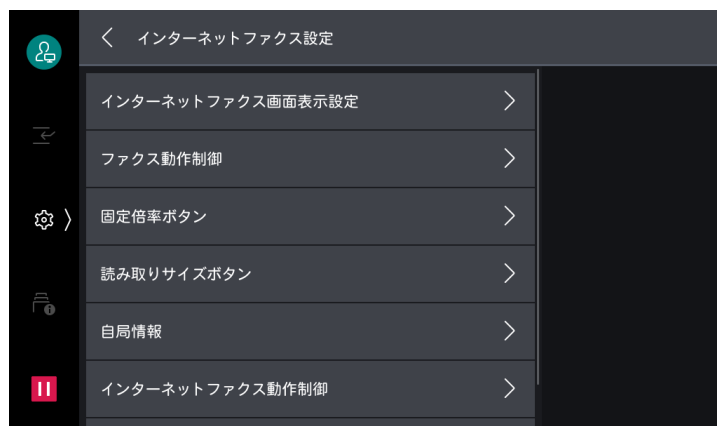 インターネットファクス設定
インターネットファクス画面表示設定
ファクス動作制御
固定倍率ボタン
読み取りサイズボタン
自局情報
インターネットファクス動作制御